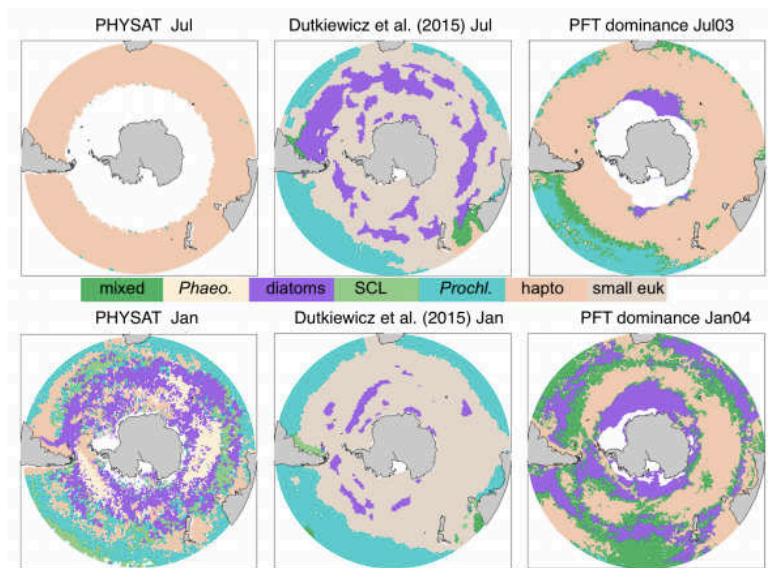 PHYSAT Jul
Dutkiewicz et al. (2015) Jul
PFT dominance Jul03
mixed Phaeo. diatoms SCL Prochl. hapto small euk
PHYSAT Jan
Dutkiewicz et al. (2015) Jan
PFT dominance Jan04